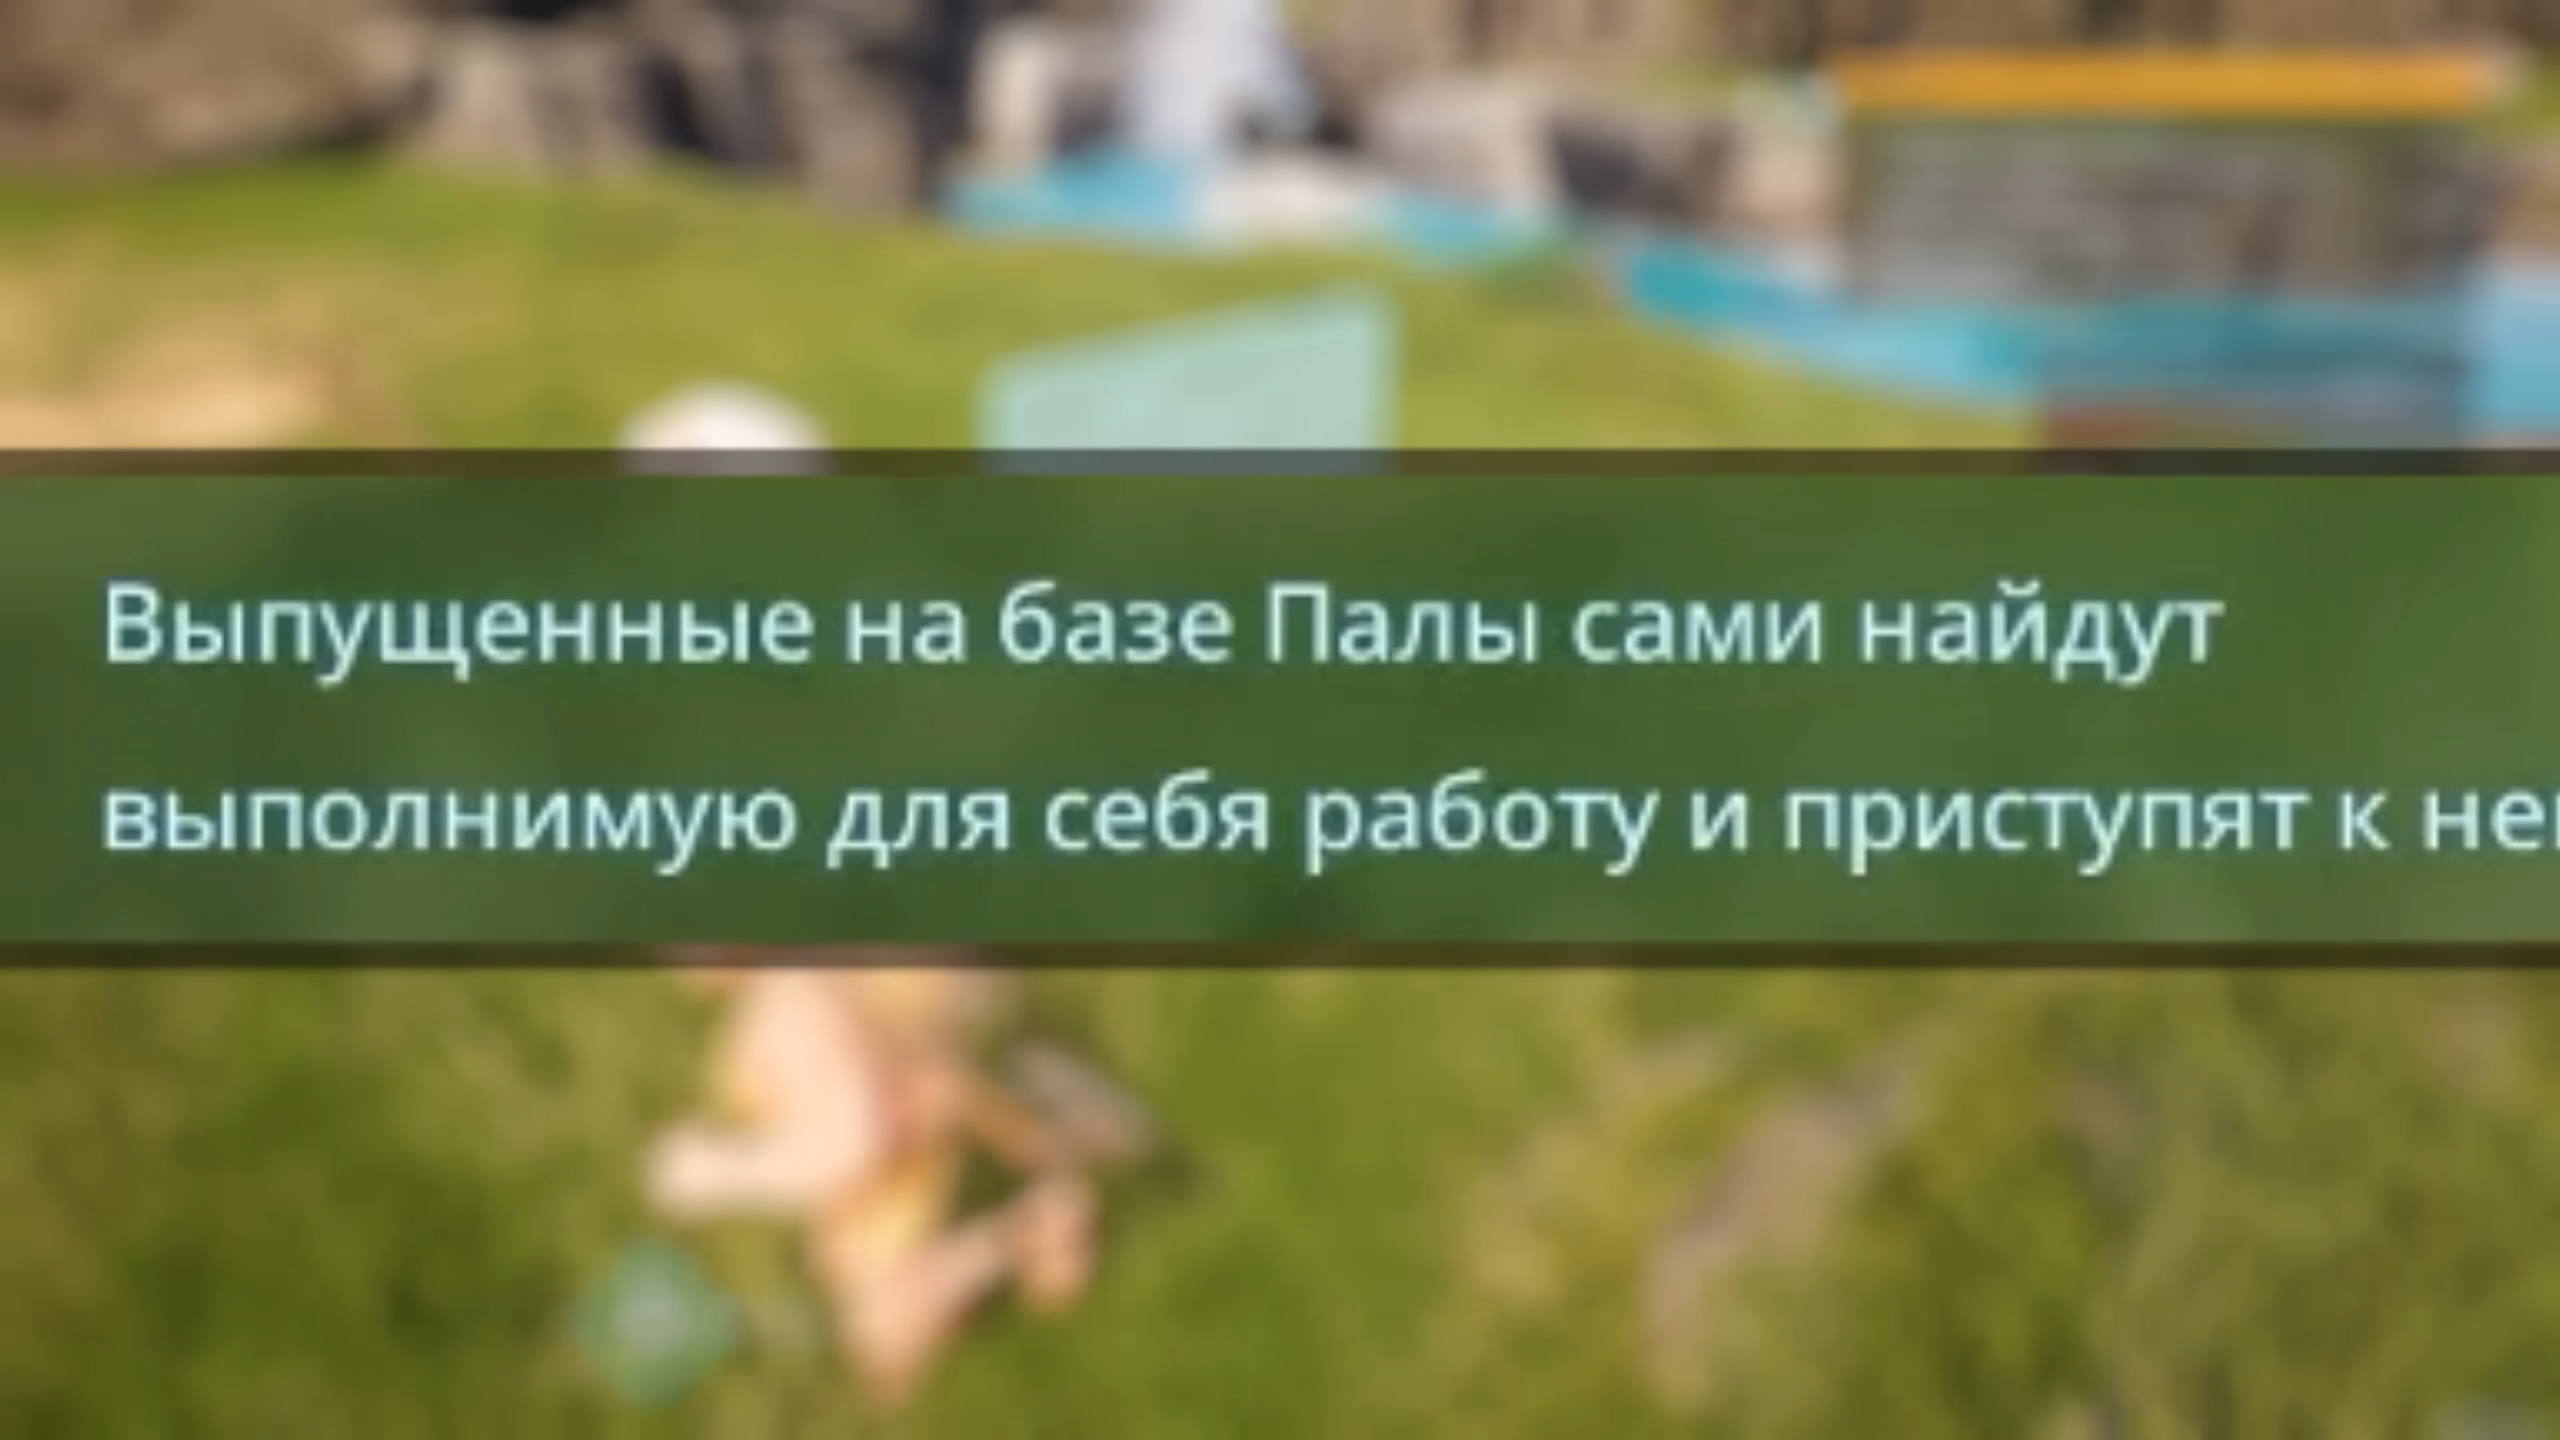 Выпущенные на базе Палы сами найдут
выполнимую для себя работу и приступят к